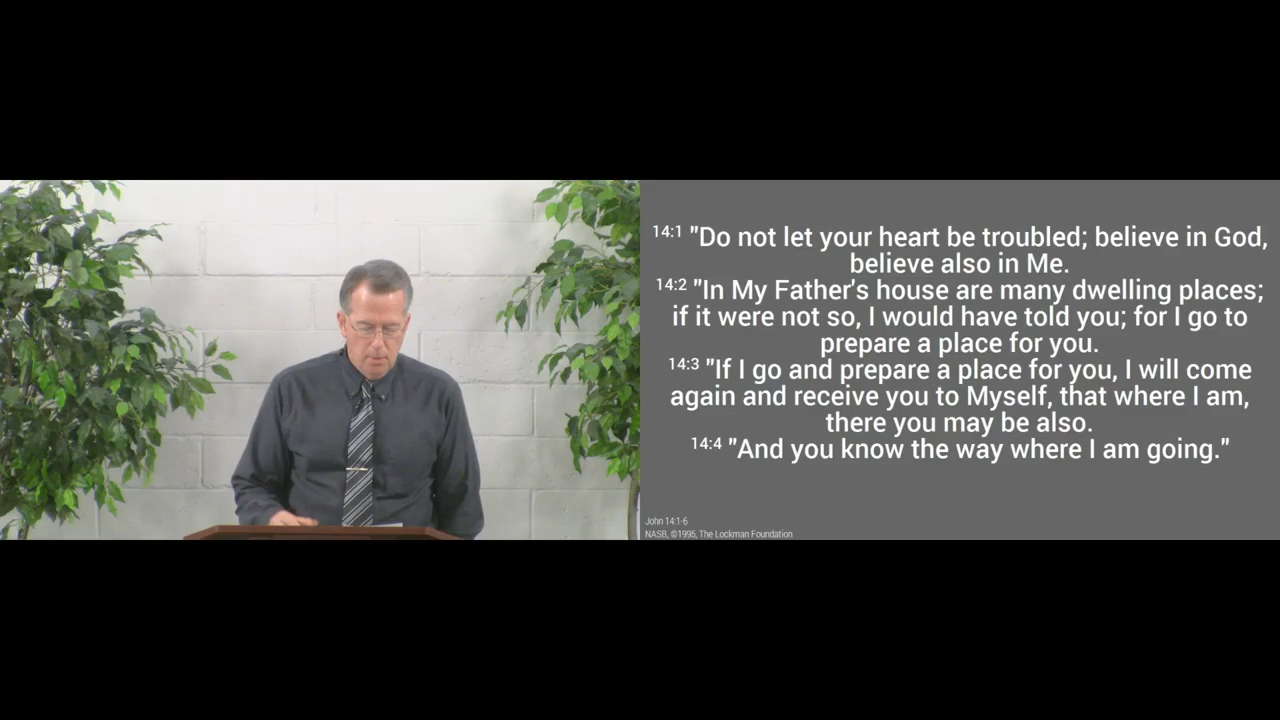 14:1 "Do not let your heart be troubled; believe in God,
believe also in Me.
14:2 "In My Father's house are many dwelling places;
if it were not so, I would have told you; for I go to
prepare a place for you.
14:3 "If I go and prepare a place for you, I will come
again and receive you to Myself, that where I am,
there you may be also.
14:4 "And you know the way where I am going."
John 14:1-6
NASB, ©1995, The Lockman Foundation